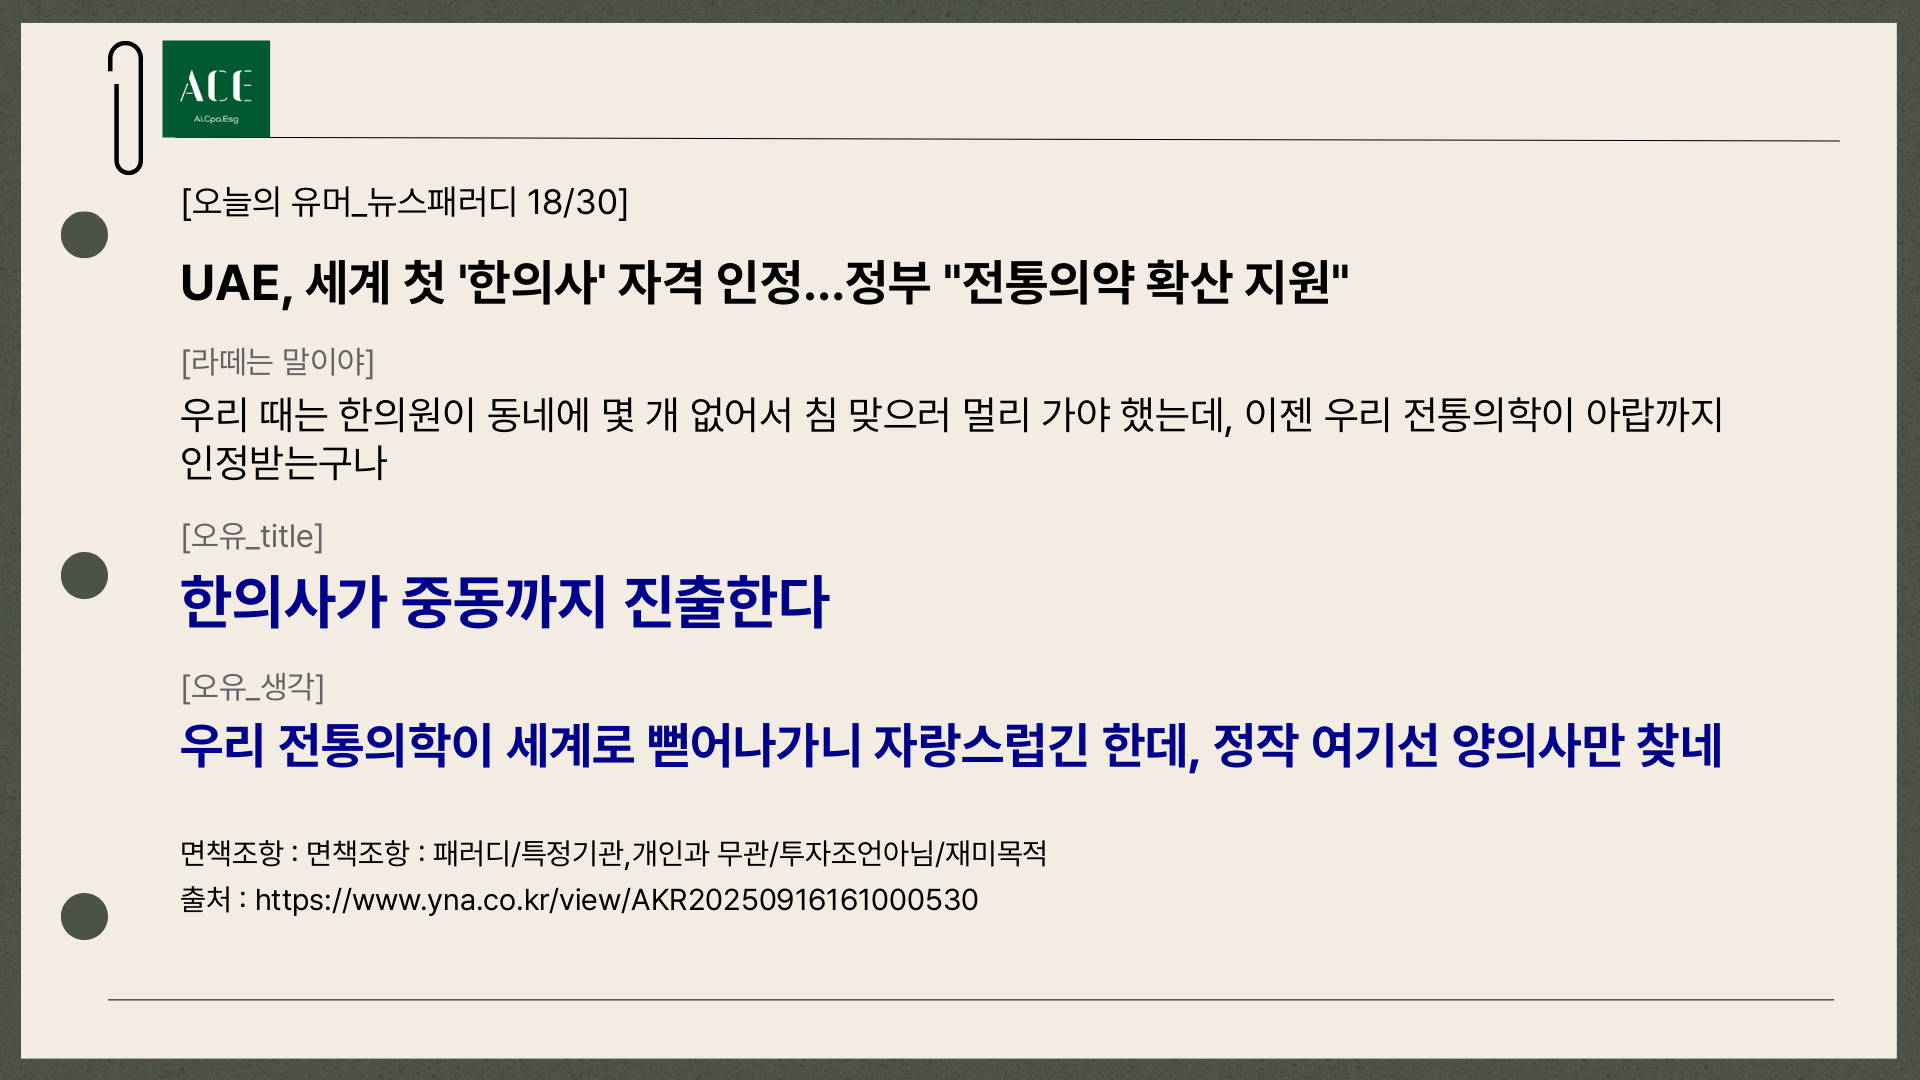 ACE
Ai.Cpa.Esg
[오늘의 유머_뉴스패러디 18/30]
UAE, 세계 첫 '한의사' 자격 인정...정부 "전통의약 확산 지원"
[라떼는 말이야]
우리 때는 한의원이 동네에 몇 개 없어서 침 맞으러 멀리 가야 했는데, 이젠 우리 전통의학이 아랍까지
인정받는구나
[오유_title]
한의사가 중동까지 진출한다
[오유_생각]
우리 전통의학이 세계로 뻗어나가니 자랑스럽긴 한데, 정작 여기선 양의사만 찾네
면책조항 : 면책조항 : 패러디/특정기관,개인과 무관/투자조언아님/재미목적
출처 : https://www.yna.co.kr/view/AKR20250916161000530